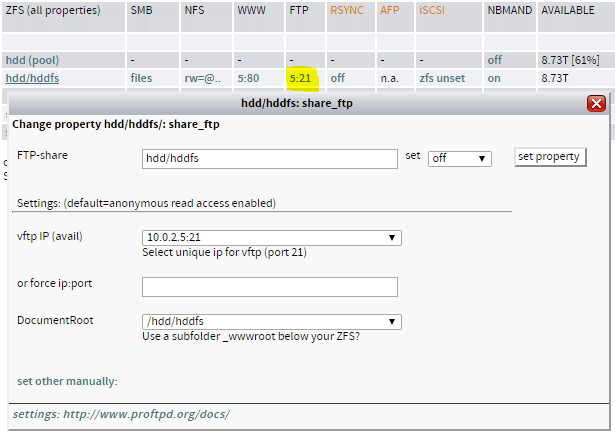 ZFS (all properties) SMB NFS WWW FTP RSYNC AFP iSCSI NBMAND AVAILABLE
hdd (pool) - - - - - - - off 8.73T [61%]
hdd/hddfs files rw=@.. 5:80 5:21 off n.a. zfs unset on 8.73T
hdd/hddfs: share_ftp
Change property hdd/hddfs/: share_ftp
FTP-share hdd/hddfs set off set property
Settings: (default=anonymous read access enabled)
vftp IP (avail) 10.0.2.5:21
Select unique ip for vftp (port 21)
or force ip:port
DocumentRoot /hdd/hddfs
Use a subfolder _wwwroot below your ZFS?
set other manually:
settings: http://www.proftpd.org/docs/